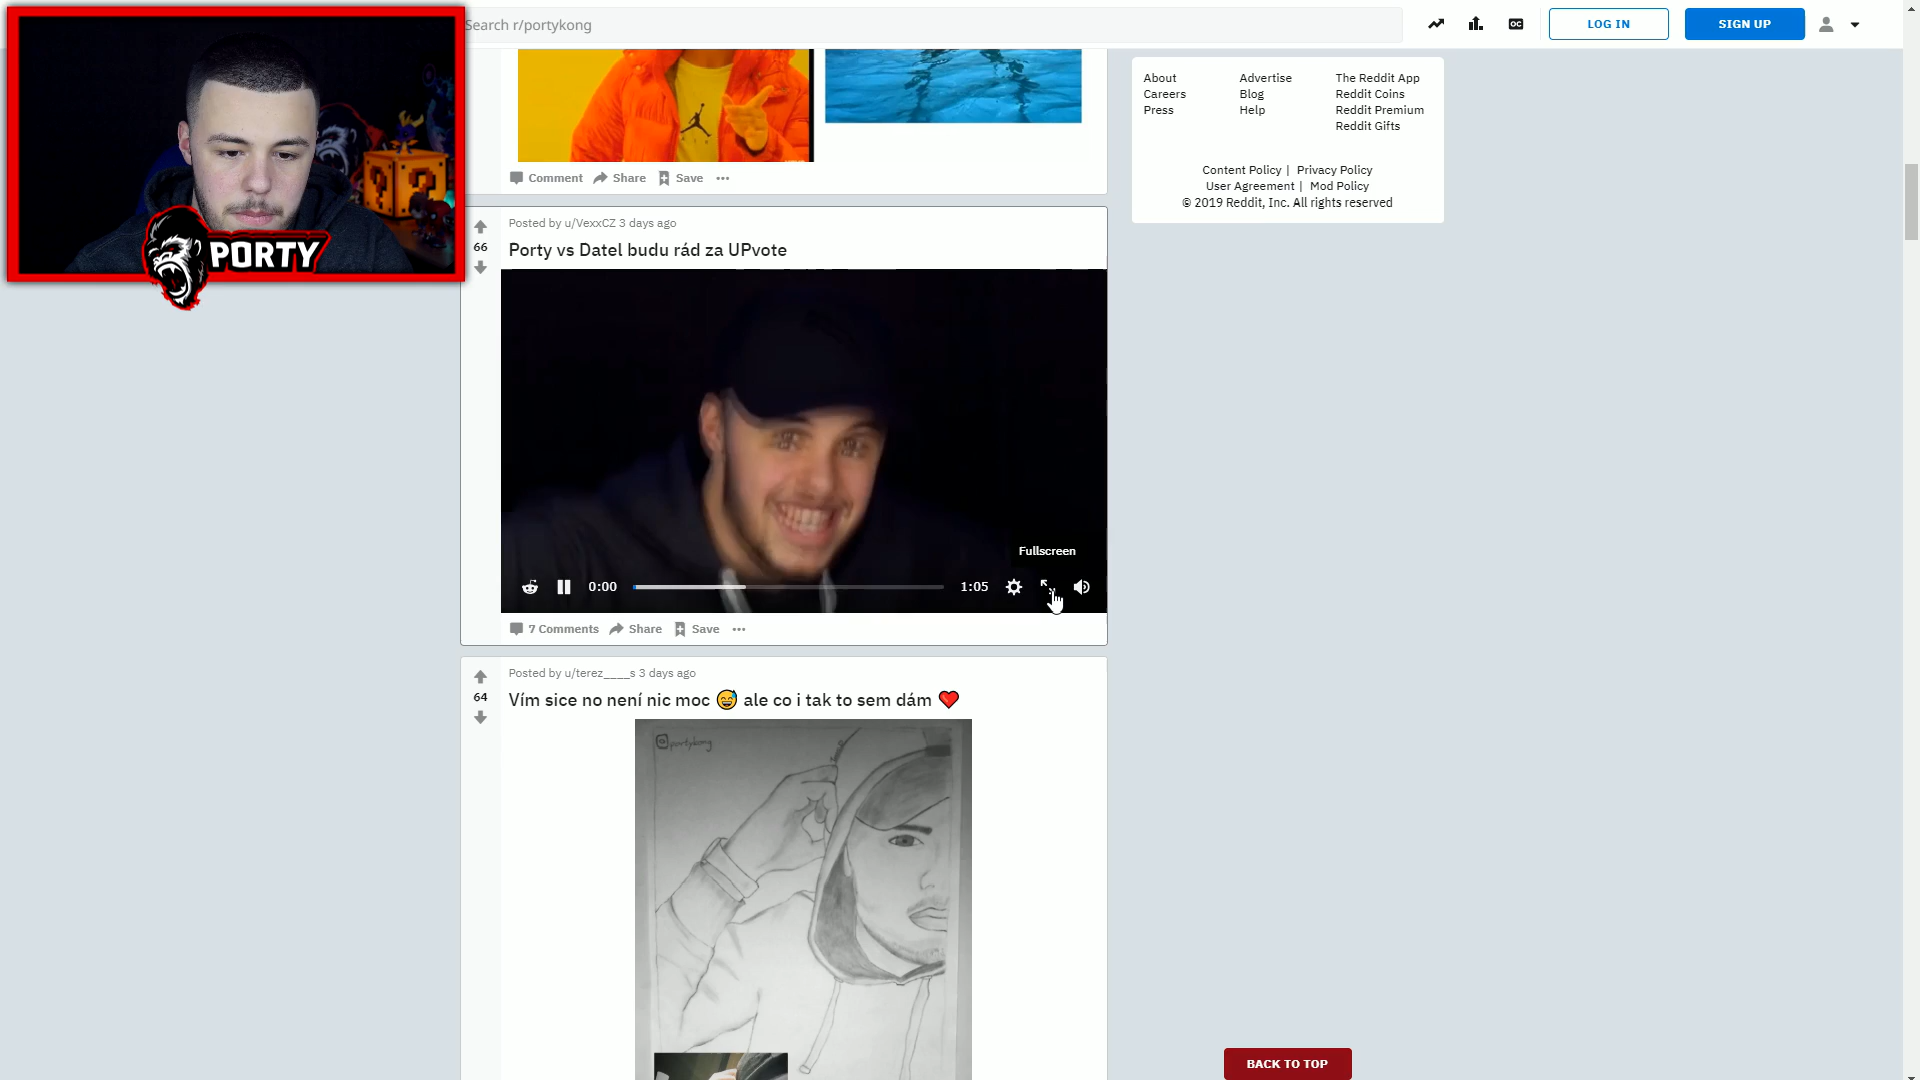 Search r/portykong
LOG IN
SIGN UP
PORTY
Comment
Share
Save
About
Careers
Press
Advertise
Blog
Help
The Reddit App
Reddit Coins
Reddit Premium
Reddit Gifts
Content Policy | Privacy Policy
User Agreement | Mod Policy
© 2019 Reddit, Inc. All rights reserved
Posted by u/VexxCZ 3 days ago
66
Porty vs Datel budu rád za UPvote
Fullscreen
0:00
1:05
7 Comments
Share
Save
Posted by u/terez____s 3 days ago
64
Vím sice no není nic moc 😅 ale co i tak to sem dám ❤️
portykong
BACK TO TOP